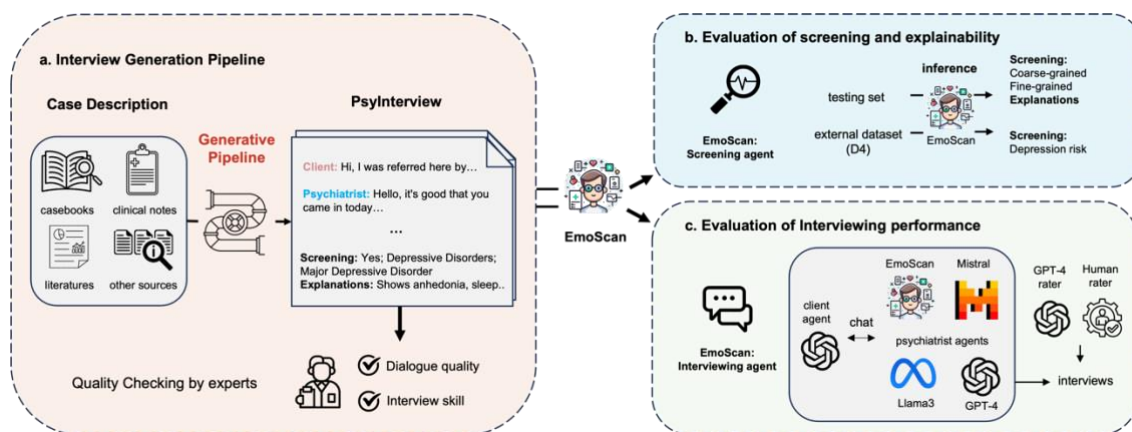 a. Interview Generation Pipeline
Case Description
casebooks
clinical notes
literatures
other sources
Generative
Pipeline
PsyInterview
Client: Hi, I was referred here by…
Psychiatrist: Hello, it's good that you
came in today…
…
Screening: Yes; Depressive Disorders;
Major Depressive Disorder
Explanations: Shows anhedonia, sleep..
Quality Checking by experts
Dialogue quality
Interview skill
EmoScan
b. Evaluation of screening and explainability
EmoScan:
Screening agent
testing set
external dataset
(D4)
inference
EmoScan
Screening:
Coarse-grained
Fine-grained
Explanations
Screening:
Depression risk
c. Evaluation of Interviewing performance
EmoScan:
Interviewing agent
client
agent
chat
EmoScan
Mistral
psychiatrist agents
Llama3
GPT-4
GPT-4
rater
Human
rater
interviews